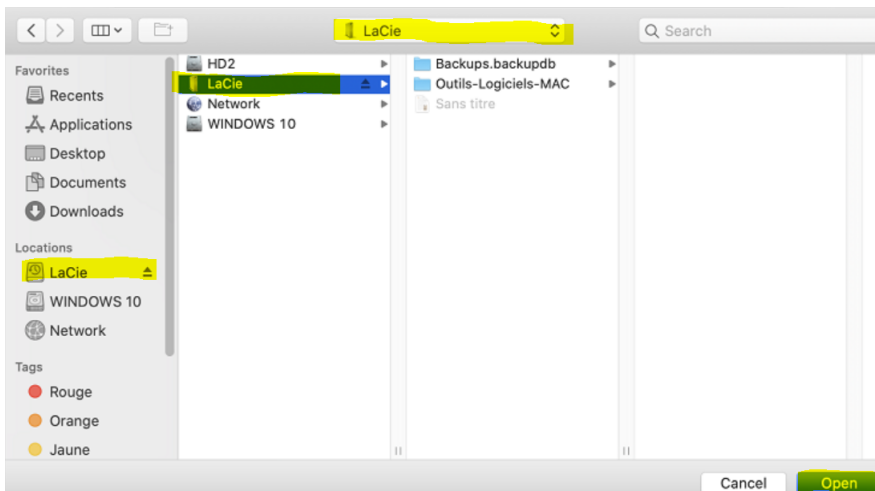 LaCie
Search
Favorites
Recents
Applications
Desktop
Documents
Downloads
Locations
LaCie
WINDOWS 10
Network
Tags
Rouge
Orange
Jaune
HD2
LaCie
Network
WINDOWS 10
Backups.backupdb
Outils-Logiciels-MAC
Sans titre
Cancel
Open